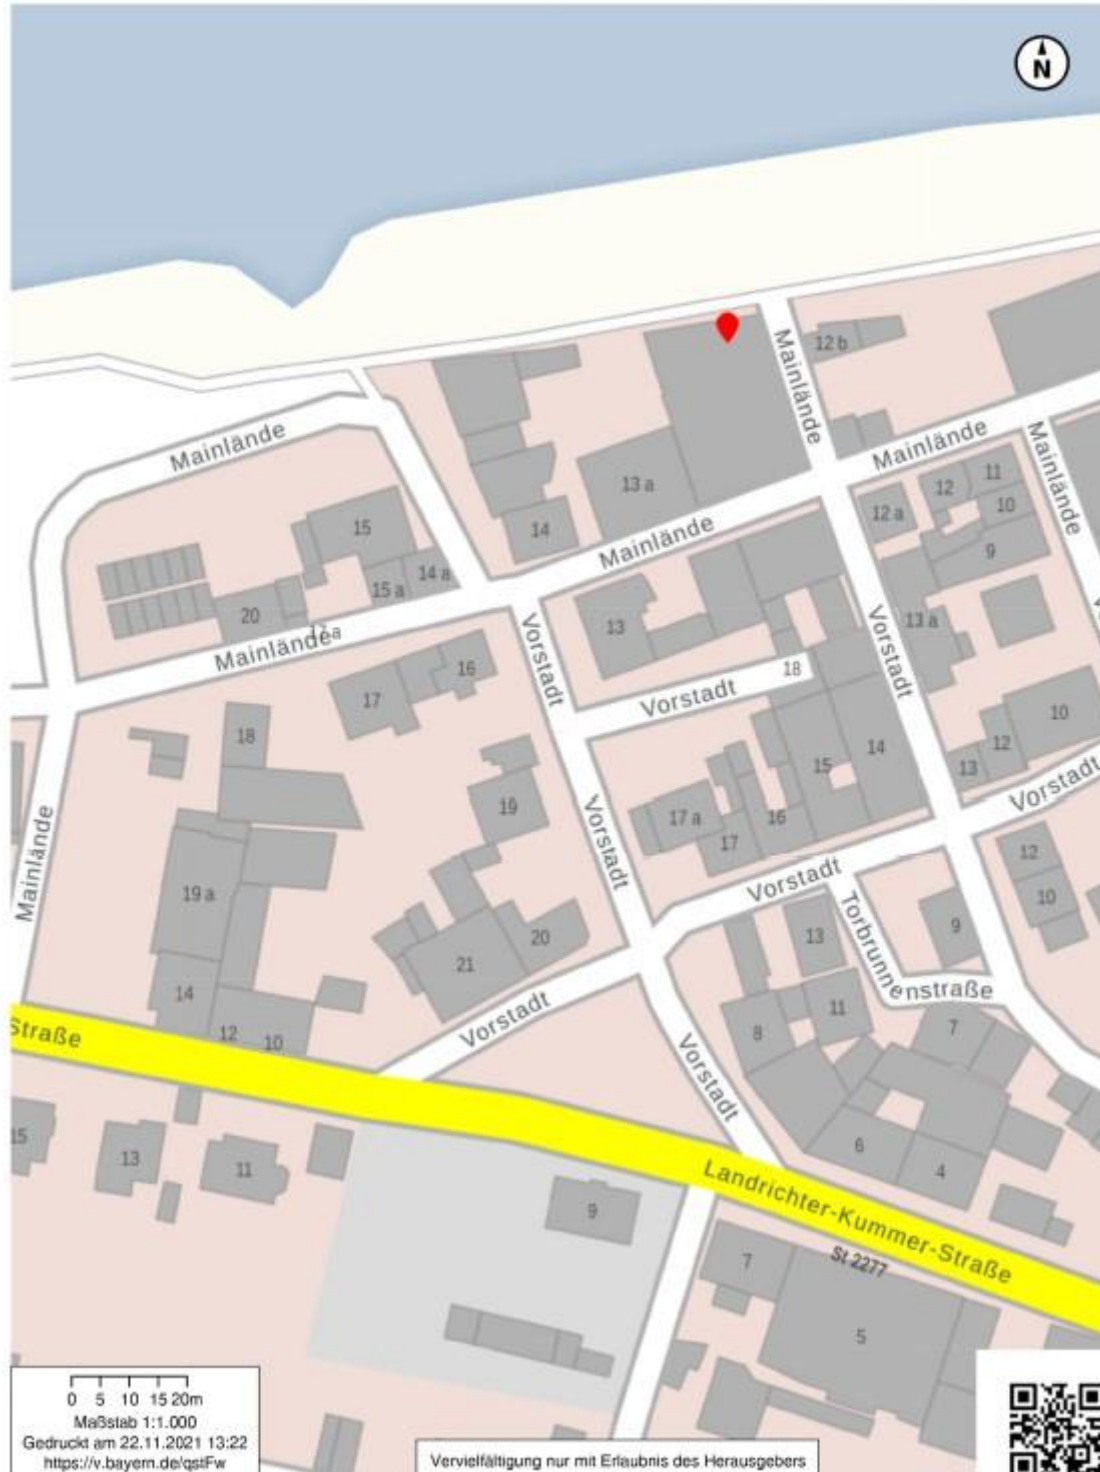 N
12 b
Mainlände
Mainlände
Mainlände
Mainlände
11
12
10
13 a
12 a
15
14
Mainlände
9
14 a
15 a
20
17 a
13
13 a
Mainlände
Vorstadt
Vorstadt
16
18
17
Vorstadt
10
18
14
12
15
13
19
Vorstadt
17 a
16
Vorstadt
17
12
Mainlände
Vorstadt
10
19 a
Torbrunnenstraße
9
13
20
21
14
11
Vorstadt
7
8
12
10
Straße
Vorstadt
15
13
11
6
4
Landrichter-Kummer-Straße
9
7
St 2277
5
0 5 10 15 20m
Maßstab 1:1.000
Gedruckt am 22.11.2021 13:22
https://v.bayern.de/qstFw
Vervielfältigung nur mit Erlaubnis des Herausgebers